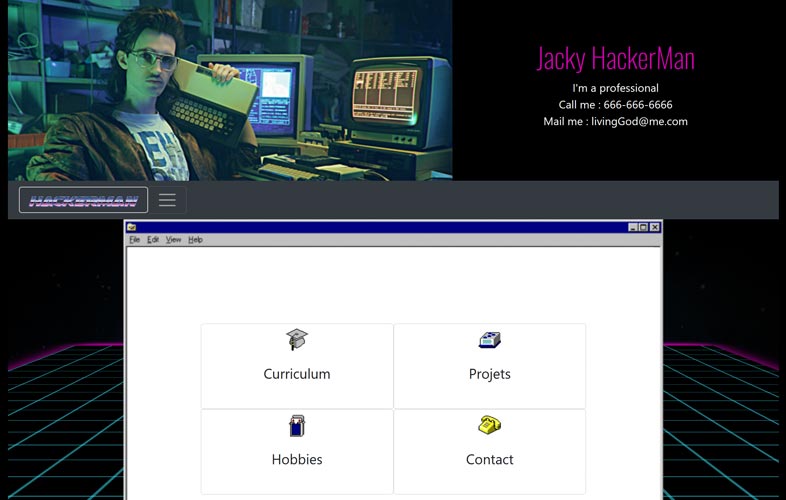 Jacky HackerMan
I'm a professional
Call me : 666-666-6666
Mail me : livingGod@me.com
HACKERMAN
File Edit View Help
Curriculum
Projets
Hobbies
Contact